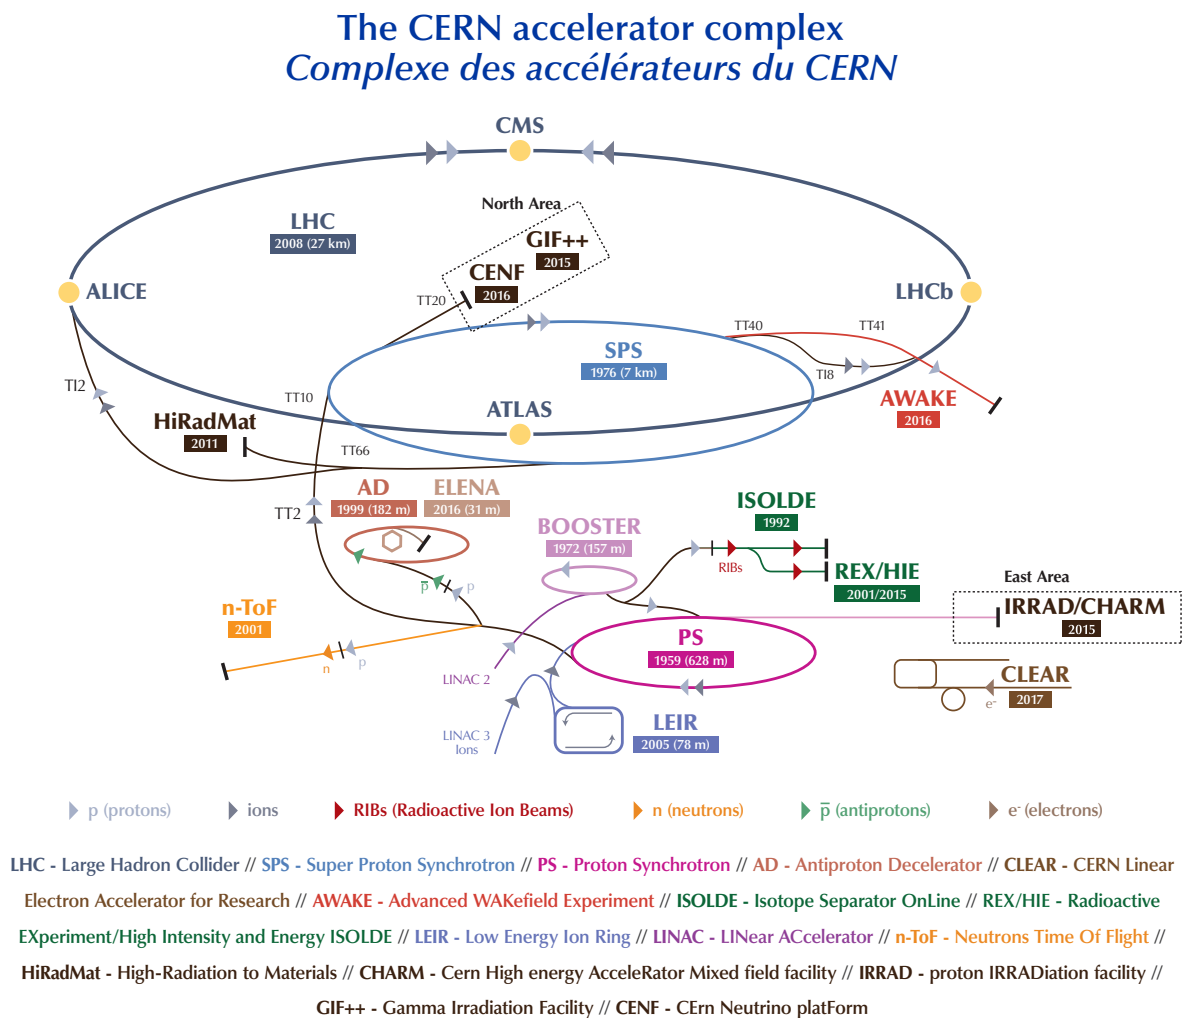 The CERN accelerator complex
Complexe des accélérateurs du CERN
CMS
North Area
LHC
2008 (27 km)
GIF++
2015
CENF
2016
ALICE
LHCb
TT20
TT40
TT41
SPS
1976 (7 km)
TI8
TI2
TT10
AWAKE
2016
ATLAS
HiRadMat
2011
TT66
AD
1999 (182 m)
ELENA
2016 (31 m)
ISOLDE
1992
TT2
BOOSTER
1972 (157 m)
RIBs
REX/HIE
2001/2015
East Area
IRRAD/CHARM
2015
p̅
p
n-ToF
2001
n
p
PS
1959 (628 m)
LINAC 2
CLEAR
2017
e-
LINAC 3
Ions
LEIR
2005 (78 m)
p (protons)
ions
RIBs (Radioactive Ion Beams)
n (neutrons)
p̅ (antiprotons)
e- (electrons)
LHC - Large Hadron Collider // SPS - Super Proton Synchrotron // PS - Proton Synchrotron // AD - Antiproton Decelerator // CLEAR - CERN Linear
Electron Accelerator for Research // AWAKE - Advanced WAKefield Experiment // ISOLDE - Isotope Separator OnLine // REX/HIE - Radioactive
EXperiment/High Intensity and Energy ISOLDE // LEIR - Low Energy Ion Ring // LINAC - LINear ACcelerator // n-ToF - Neutrons Time Of Flight //
HiRadMat - High-Radiation to Materials // CHARM - Cern High energy AcceleRator Mixed field facility // IRRAD - proton IRRADiation facility //
GIF++ - Gamma Irradiation Facility // CENF - CErn Neutrino platForm